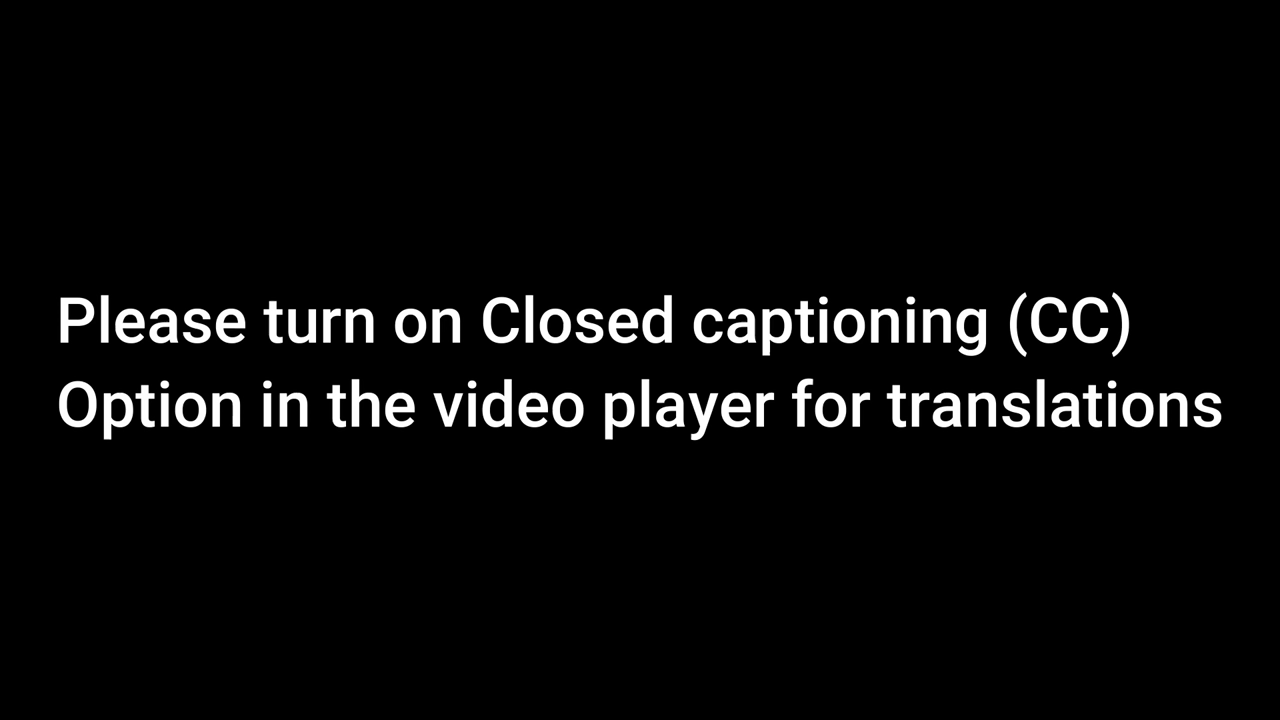 Please turn on Closed captioning (CC)
Option in the video player for translations